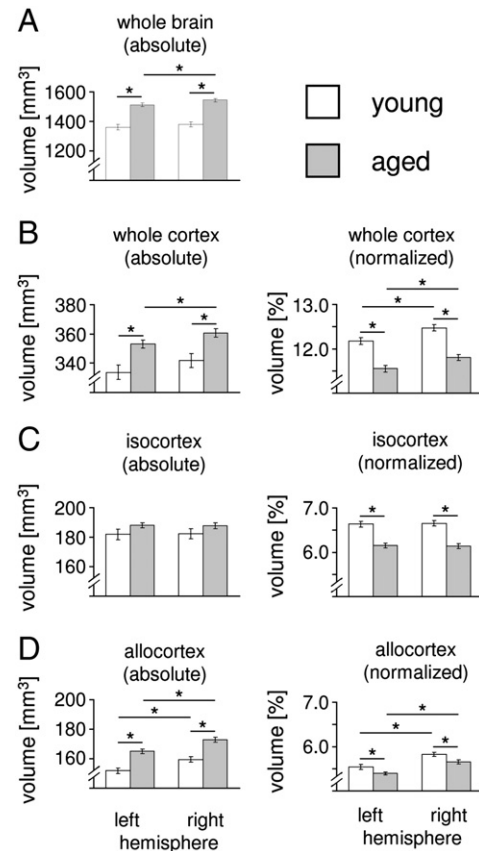 A
whole brain
(absolute)
volume [mm³]
1600
1400
1200
*
*
*
young
aged
B
whole cortex
(absolute)
volume [mm³]
380
360
340
*
*
*
whole cortex
(normalized)
volume [%]
13.0
12.0
*
*
*
*
C
isocortex
(absolute)
volume [mm³]
200
180
160
isocortex
(normalized)
volume [%]
7.0
6.0
*
*
D
allocortex
(absolute)
volume [mm³]
200
180
160
*
*
*
*
left
right
hemisphere
allocortex
(normalized)
volume [%]
7.0
6.0
*
*
*
*
left
right
hemisphere